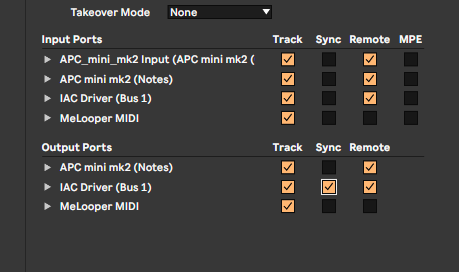 Takeover Mode None
Input Ports Track Sync Remote MPE
APC_mini_mk2 Input (APC mini mk2 (
APC mini mk2 (Notes)
IAC Driver (Bus 1)
MeLooper MIDI
Output Ports Track Sync Remote
APC mini mk2 (Notes)
IAC Driver (Bus 1)
MeLooper MIDI